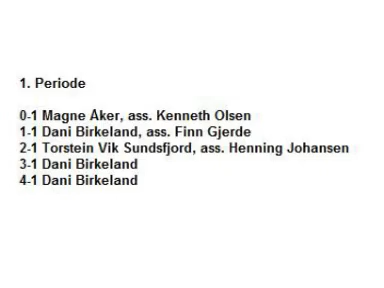 1. Periode
0-1 Magne Aker, ass. Kenneth Olsen
1-1 Dani Birkeland, ass. Finn Gjerde
2-1 Torstein Vik Sundsfjord, ass. Henning Johansen
3-1 Dani Birkeland
4-1 Dani Birkeland